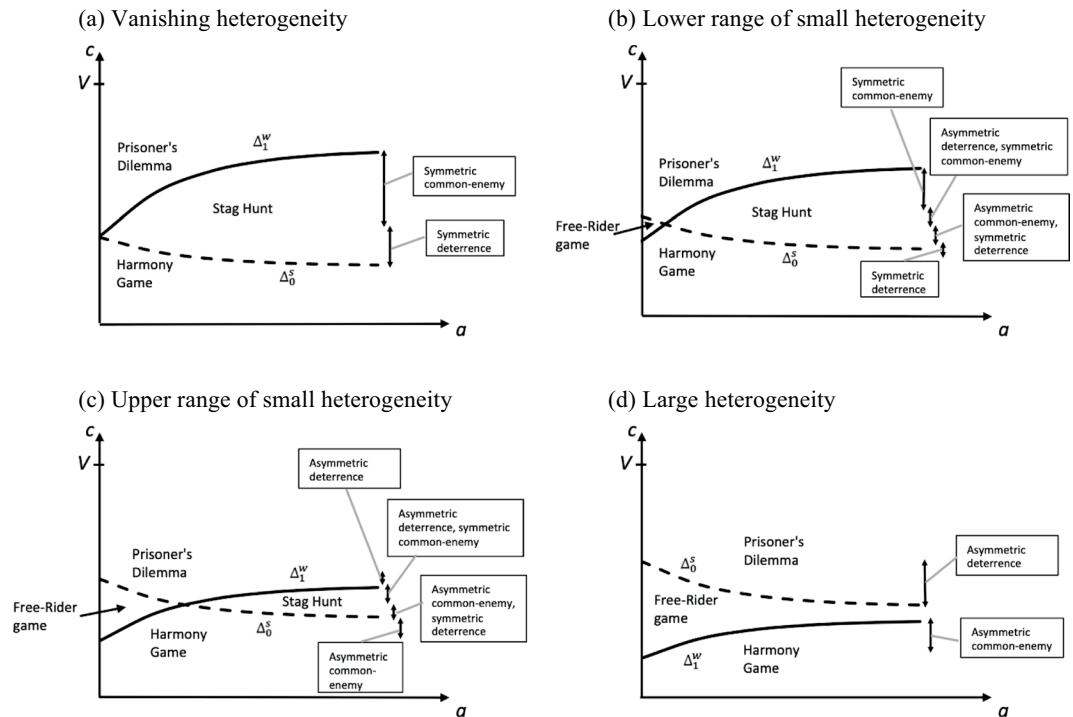 (a) Vanishing heterogeneity
c
V
Prisoner's
Dilemma
Δ₁ʷ
Symmetric
common-enemy
Stag Hunt
Symmetric
deterrence
Harmony
Game
Δ₀ˢ
a
(b) Lower range of small heterogeneity
c
V
Symmetric
common-enemy
Asymmetric
deterrence, symmetric
common-enemy
Prisoner's
Dilemma
Δ₁ʷ
Free-Rider
game
Stag Hunt
Asymmetric
common-enemy,
symmetric
deterrence
Harmony
Game
Δ₀ˢ
Symmetric
deterrence
a
(c) Upper range of small heterogeneity
c
V
Asymmetric
deterrence
Asymmetric
deterrence, symmetric
common-enemy
Prisoner's
Dilemma
Δ₁ʷ
Free-Rider
game
Stag Hunt
Asymmetric
common-enemy,
symmetric
deterrence
Harmony
Game
Δ₀ˢ
Asymmetric
common-
enemy
a
(d) Large heterogeneity
c
V
Prisoner's
Dilemma
Δ₀ˢ
Asymmetric
deterrence
Free-Rider
game
Asymmetric
common-enemy
Δ₁ʷ
Harmony
Game
a